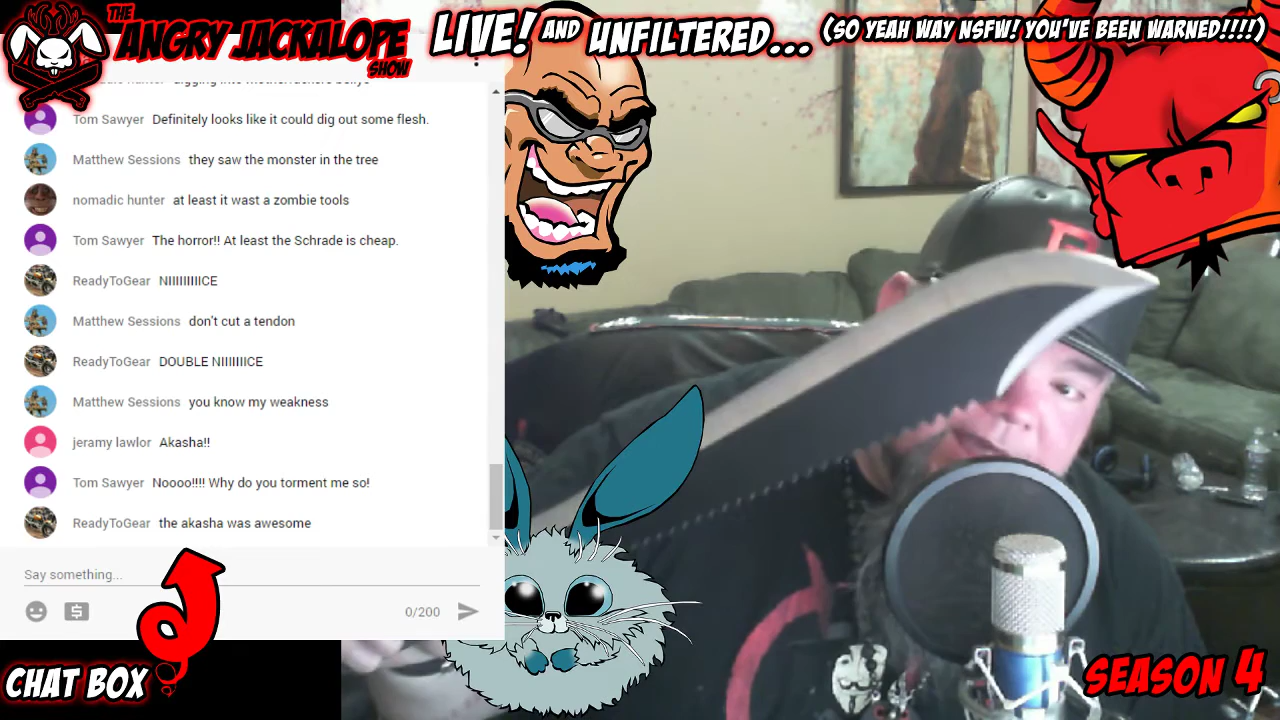 THE
ANGRY JACKALOPE
SHOW
LIVE! AND UNFILTERED... (SO YEAH WAY NSFW! YOU'VE BEEN WARNED!!!!)
Tom Sawyer Definitely looks like it could dig out some flesh.
Matthew Sessions they saw the monster in the tree
nomadic hunter at least it wast a zombie tools
Tom Sawyer The horror!! At least the Schrade is cheap.
ReadyToGear NIIIIIIIIICE
Matthew Sessions don't cut a tendon
ReadyToGear DOUBLE NIIIIIIICE
Matthew Sessions you know my weakness
jeramy lawlor Akasha!!
Tom Sawyer Noooo!!!! Why do you torment me so!
ReadyToGear the akasha was awesome
Say something...
0/200
CHAT BOX
SEASON 4